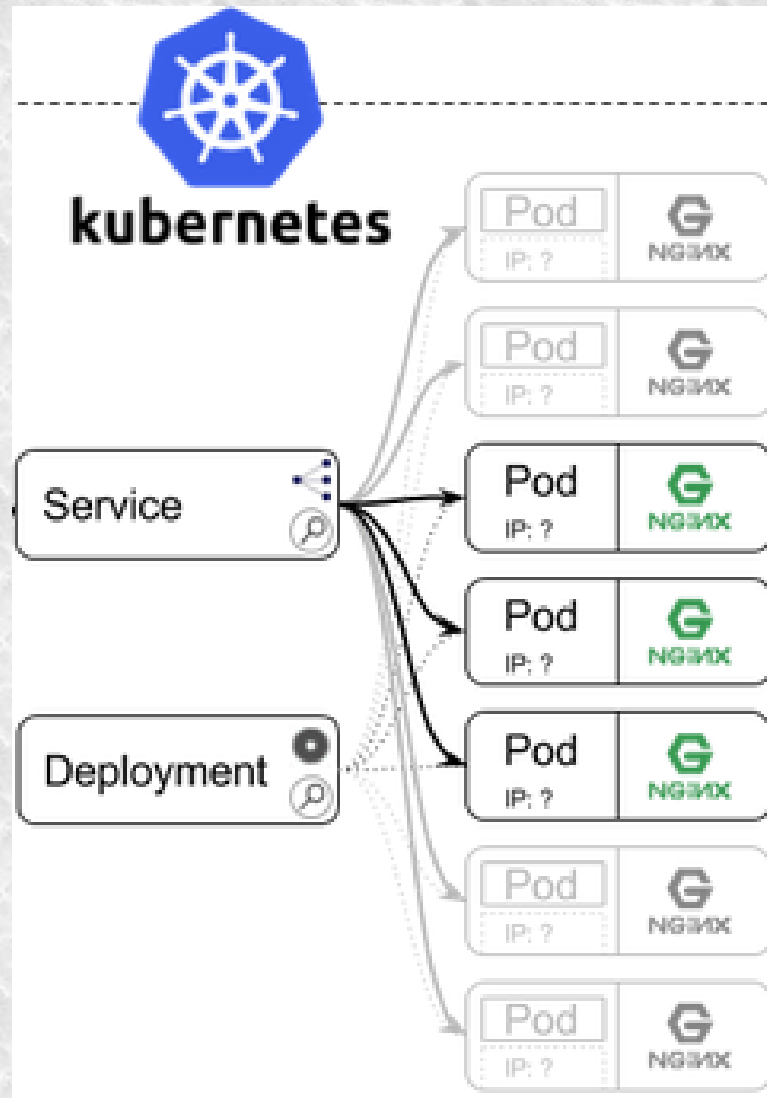 kubernetes
Pod
IP: ?
NGINX
Pod
IP: ?
NGINX
Service
Pod
IP: ?
NGINX
Pod
IP: ?
NGINX
Deployment
Pod
IP: ?
NGINX
Pod
IP: ?
NGINX
Pod
IP: ?
NGINX